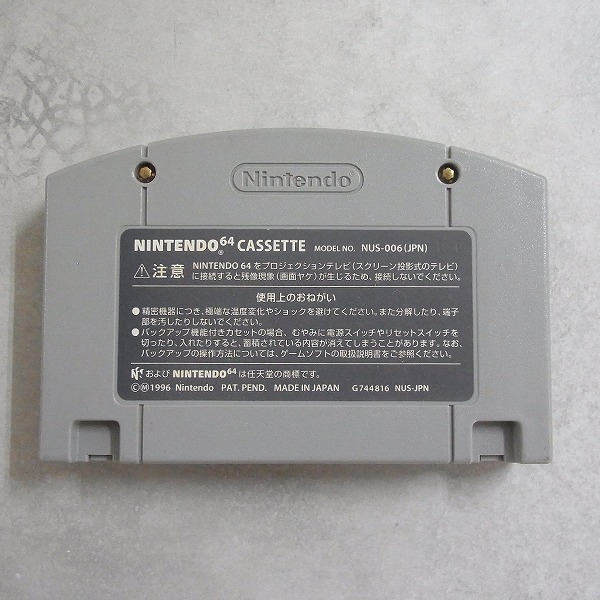 Nintendo
NINTENDO64 CASSETTE MODEL NO. NUS-006(JPN)
⚠注意 NINTENDO 64をプロジェクションテレビ(スクリーン投影式のテレビ)
に接続すると残像現象(画面ヤケ)が生じるため、接続しないでください。
使用上のおねがい
●精密機器につき、極端な温度変化やショックを避けてください。また分解したり、端子
部を汚したりしないでください。
●バックアップ機能付きカセットの場合、むやみに電源スイッチやリセットスイッチを
切ったり、入れたりすると、蓄積されている内容が消えてしまうことがあります。なお、
バックアップの操作方法については、ゲームソフトの取扱説明書をご参照ください。
および NINTENDO64 は任天堂の商標です。
©Ⓜ1996 Nintendo PAT. PEND. MADE IN JAPAN G744816 NUS-JPN